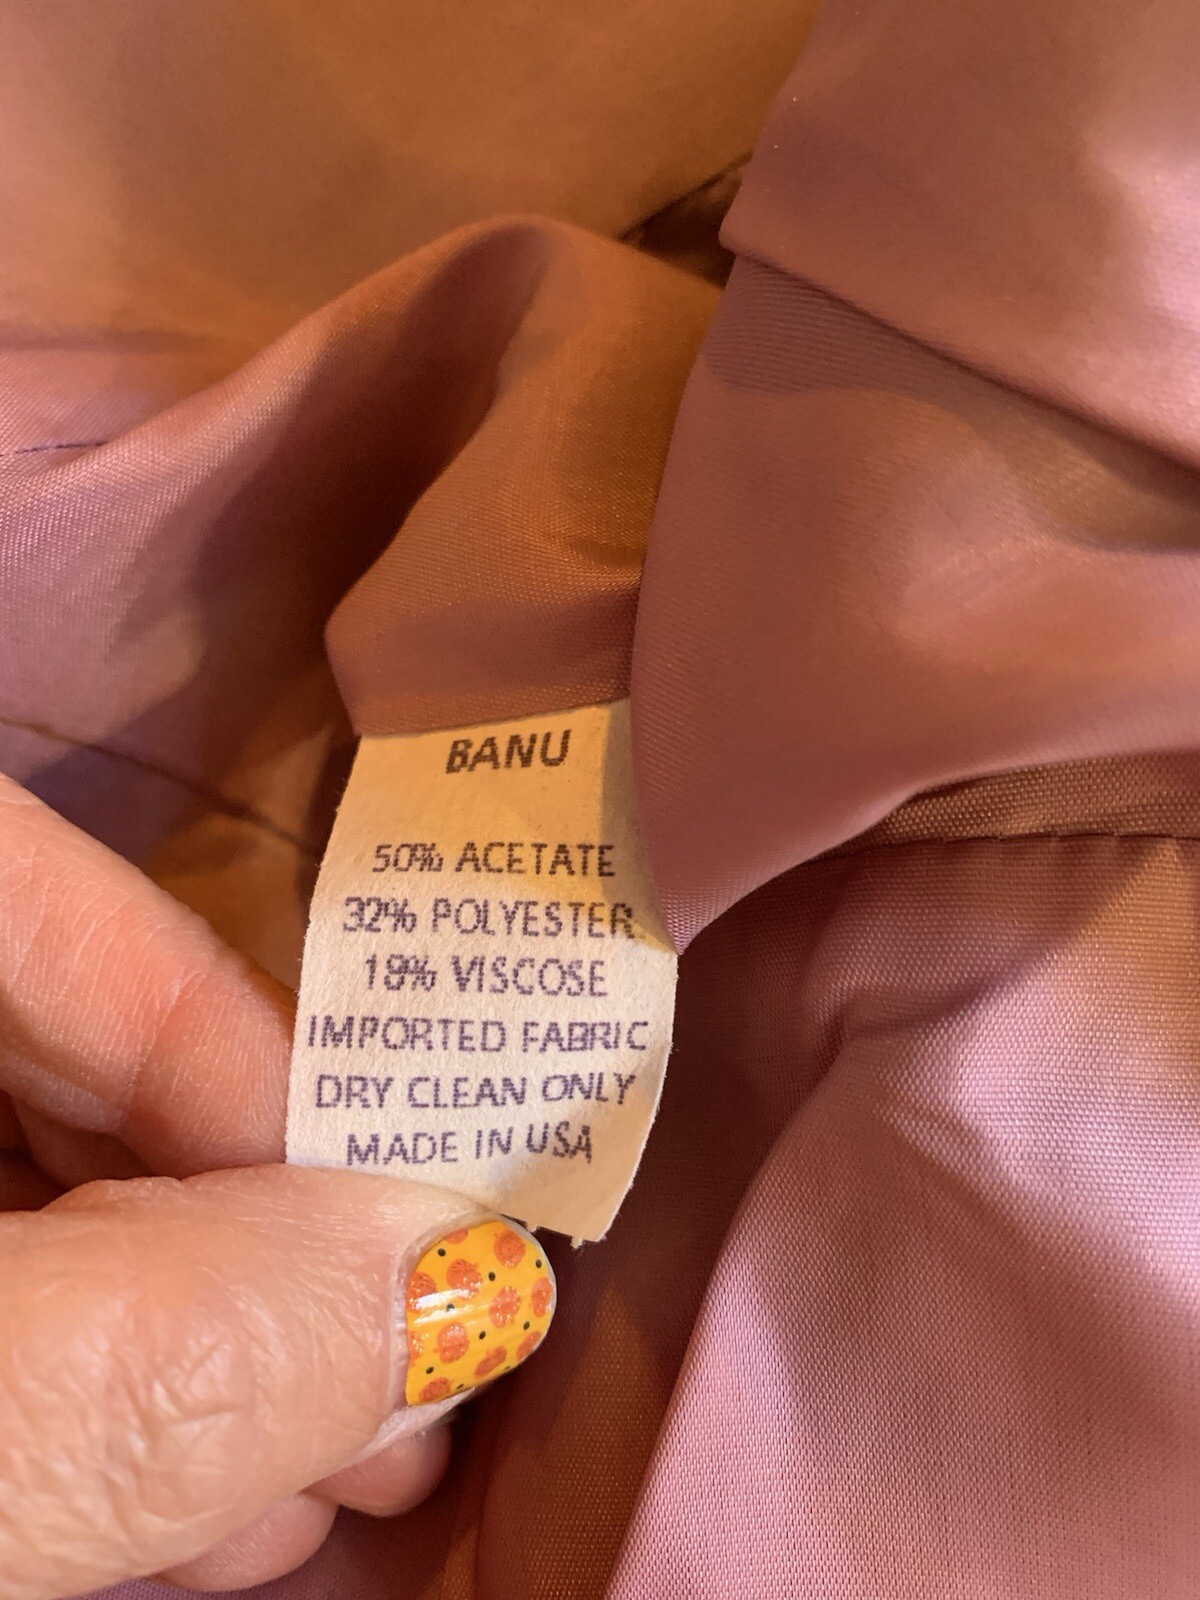 BANU
50% ACETATE
32% POLYESTER
18% VISCOSE
IMPORTED FABRIC
DRY CLEAN ONLY
MADE IN USA